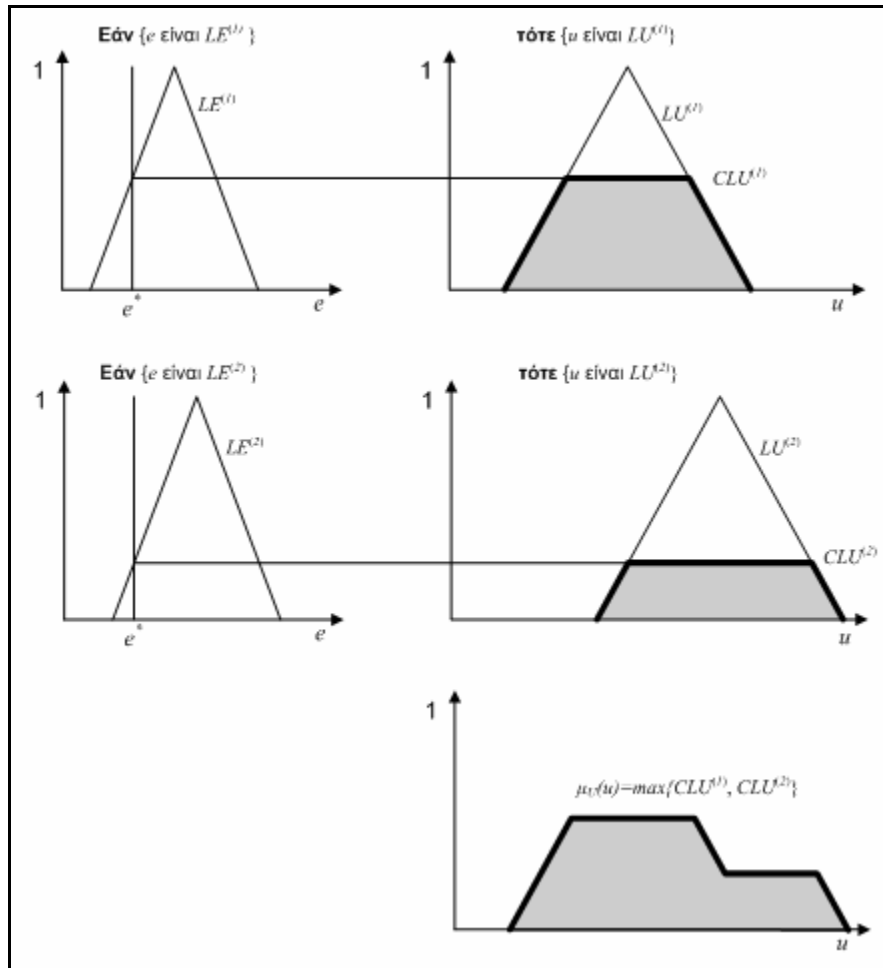 Εάν {e είναι LE⁽¹⁾ }
τότε {u είναι LU⁽¹⁾}
1
LE⁽¹⁾
e*
e
1
LU⁽¹⁾
CLU⁽¹⁾
u
Εάν {e είναι LE⁽²⁾ }
τότε {u είναι LU⁽²⁾}
1
LE⁽²⁾
e*
e
1
LU⁽²⁾
CLU⁽²⁾
u
1
μU(u)=max{CLU⁽¹⁾, CLU⁽²⁾}
u